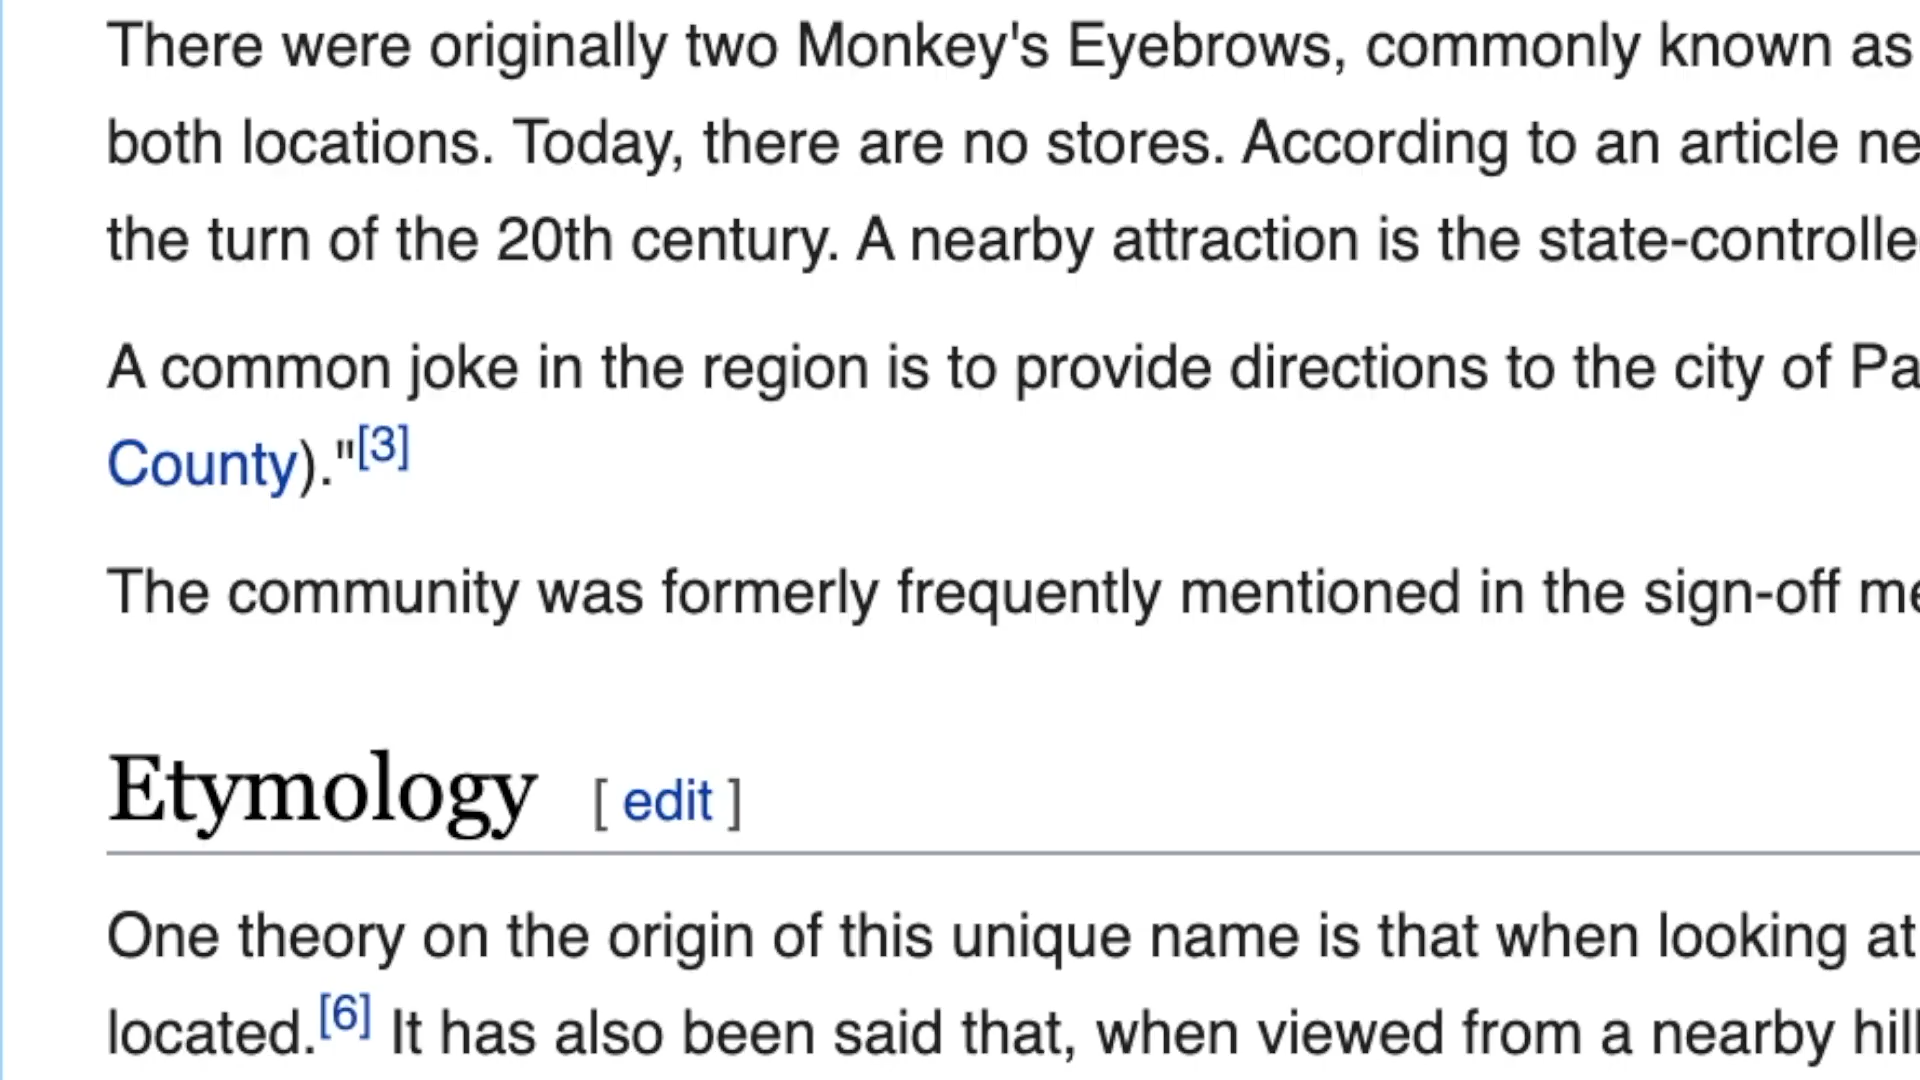 There were originally two Monkey's Eyebrows, commonly known as
both locations. Today, there are no stores. According to an article ne
the turn of the 20th century. A nearby attraction is the state-controlle
A common joke in the region is to provide directions to the city of Pa
County)."[3]
The community was formerly frequently mentioned in the sign-off me
Etymology [ edit ]
One theory on the origin of this unique name is that when looking at
located.[6] It has also been said that, when viewed from a nearby hill